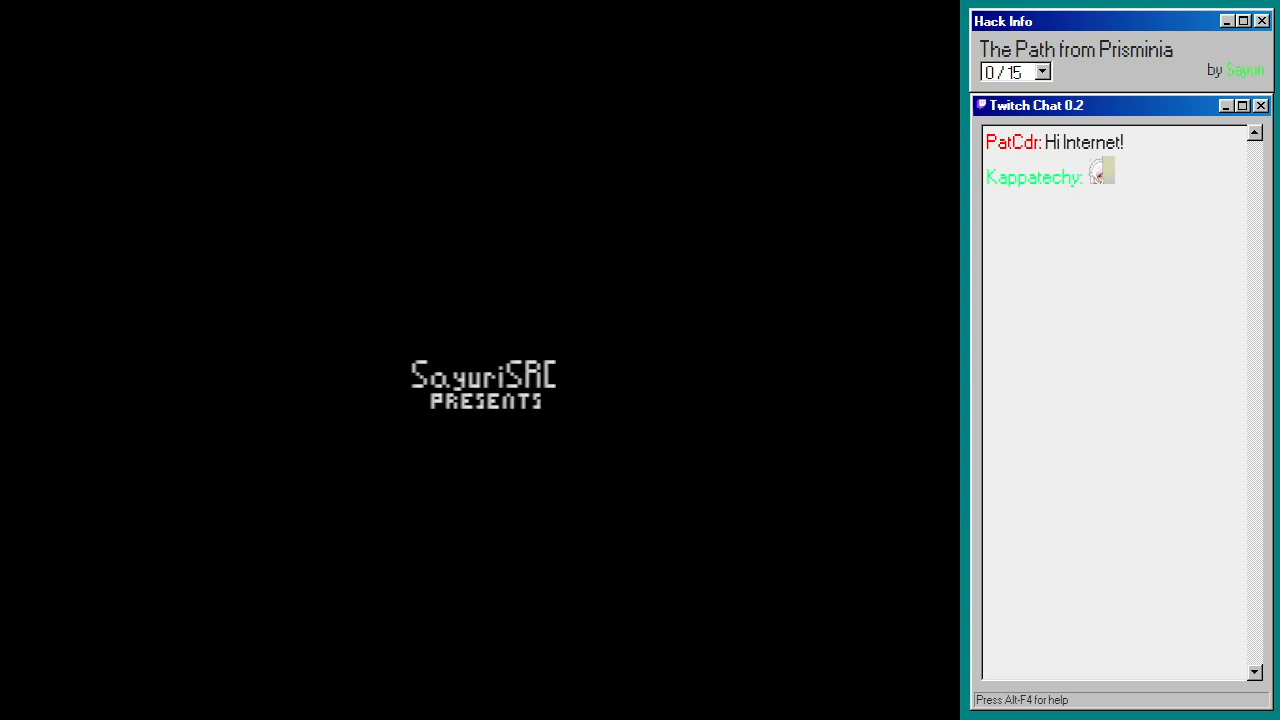 SayuriSRC
PRESENTS
Hack Info
The Path from Prisminia
0 / 15
by Sayuri
Twitch Chat 0.2
PatCdr: Hi Internet!
Kappatechy:
Press Alt-F4 for help